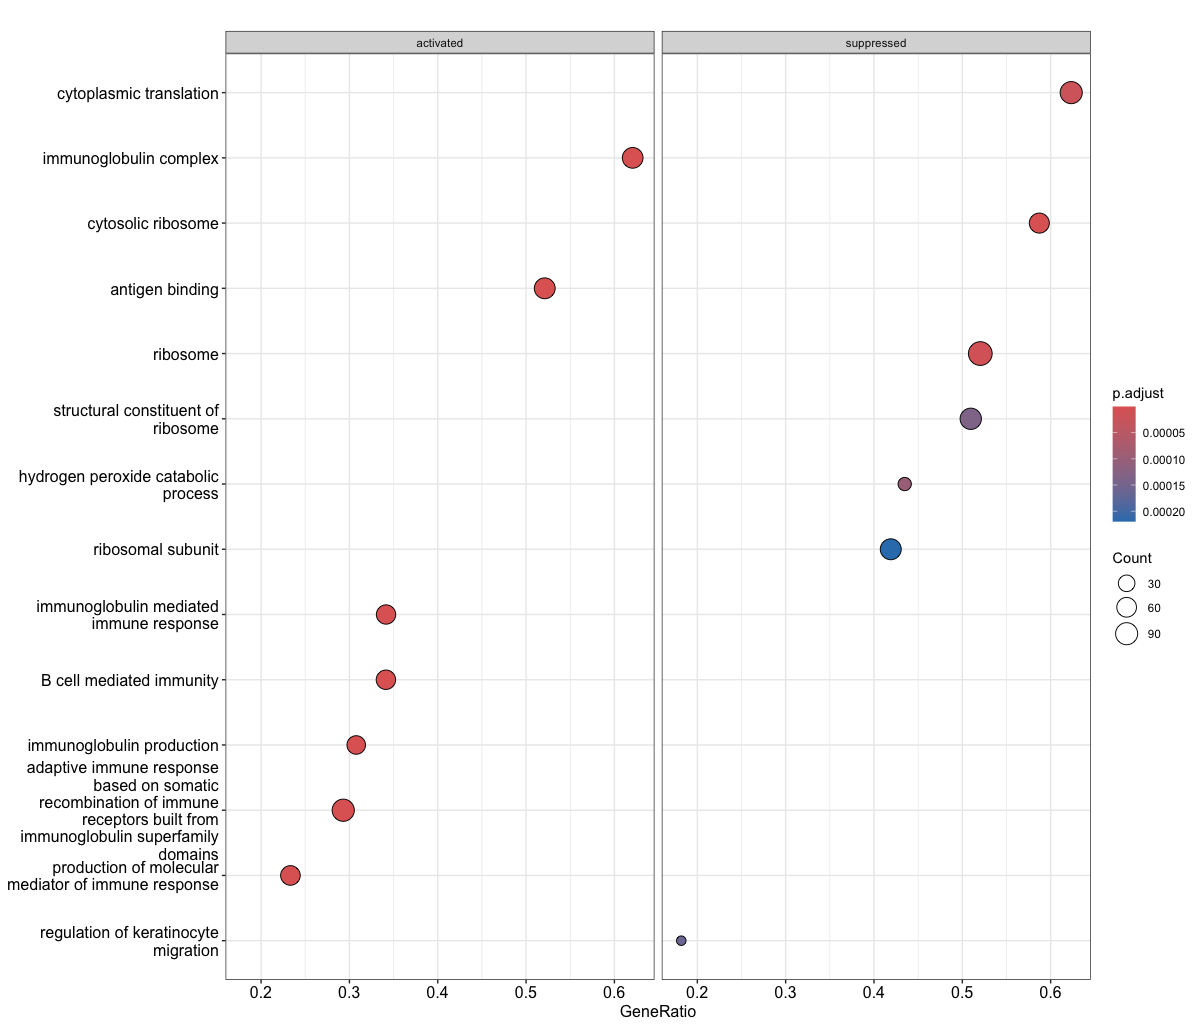 activated
suppressed
cytoplasmic translation
immunoglobulin complex
cytosolic ribosome
antigen binding
ribosome
structural constituent of
ribosome
hydrogen peroxide catabolic
process
ribosomal subunit
immunoglobulin mediated
immune response
B cell mediated immunity
immunoglobulin production
adaptive immune response
based on somatic
recombination of immune
receptors built from
immunoglobulin superfamily
domains
production of molecular
mediator of immune response
regulation of keratinocyte
migration
0.2 0.3 0.4 0.5 0.6
0.2 0.3 0.4 0.5 0.6
GeneRatio
p.adjust
0.00005
0.00010
0.00015
0.00020
Count
30
60
90